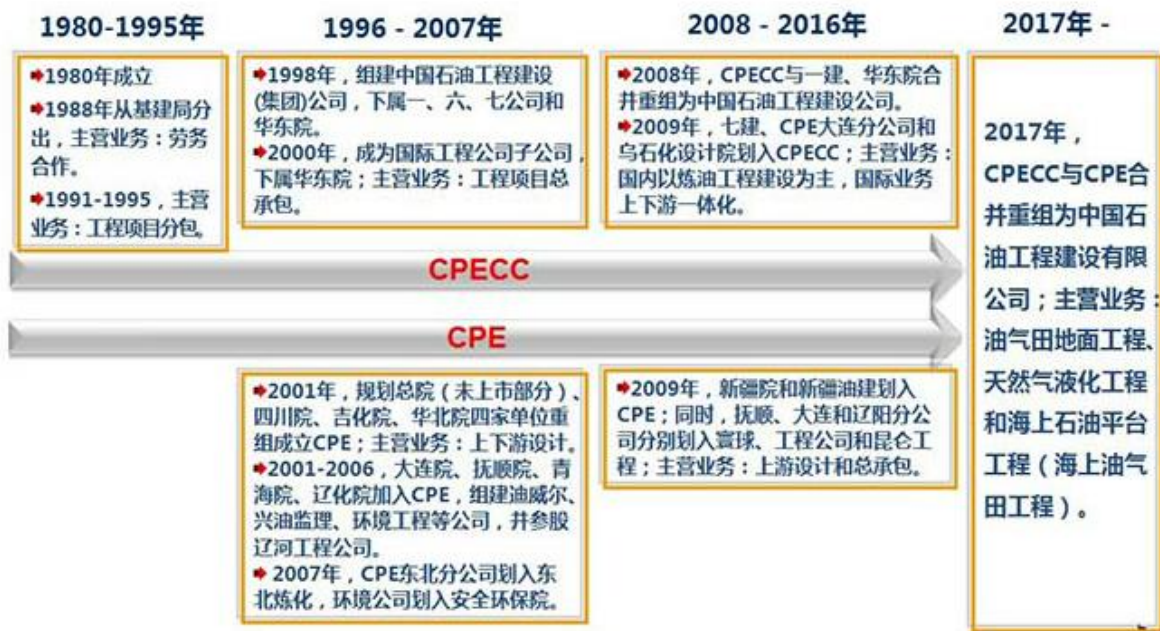 1980-1995年
1996 - 2007年
2008 - 2016年
2017年 -
1980年成立
1988年从基建局分
出，主营业务：劳务
合作。
1991-1995，主营
业务：工程项目分包。
1998年，组建中国石油工程建设
(集团)公司，下属一、六、七公司和
华东院。
2000年，成为国际工程公司子公司，
下属华东院；主营业务：工程项目总
承包。
2008年，CPECC与一建、华东院合
并重组为中国石油工程建设公司。
2009年，七建、CPE大连分公司和
乌石化设计院划入CPECC；主营业务：
国内以炼油工程建设为主，国际业务
上下游一体化。
2017年，
CPECC与CPE合
并重组为中国石
油工程建设有限
公司；主营业务：
油气田地面工程、
天然气液化工程
和海上石油平台
工程（海上油气
田工程）。
CPECC
CPE
2001年，规划总院（未上市部分）、
四川院、吉化院、华北院四家单位重
组成立CPE；主营业务：上下游设计。
2001-2006，大连院、抚顺院、青
海院、辽化院加入CPE，组建迪威尔、
兴油监理、环境工程等公司，井参股
辽河工程公司。
2007年，CPE东北分公司划入东
北炼化，环境公司划入安全环保院。
2009年，新疆院和新疆油建划入
CPE；同时，抚顺、大连和辽阳分公
司分别划入寰球、工程公司和昆仑工
程；主营业务：上游设计和总承包。